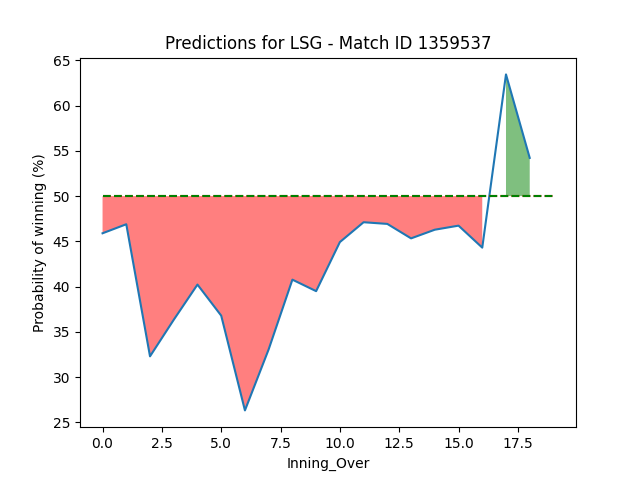 Predictions for LSG - Match ID 1359537
Probability of winning (%)
65
60
55
50
45
40
35
30
25
0.0 2.5 5.0 7.5 10.0 12.5 15.0 17.5
Inning_Over